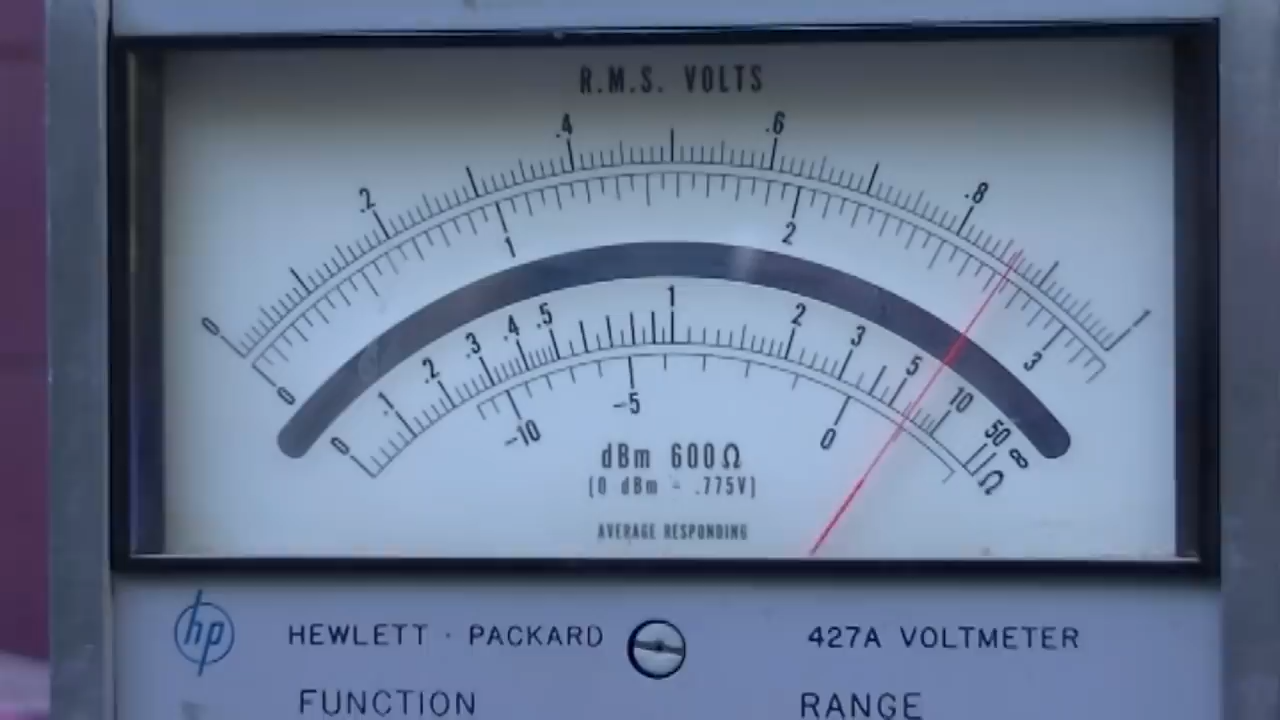 R.M.S. VOLTS
0 .2 .4 .6 .8 1
0 1 2 3
0 .1 .2 .3 .4 .5 1 2 3 5 10 50 ∞ Ω
-10 -5 0
dBm 600Ω
(0 dBm = .775V)
AVERAGE RESPONDING
hp HEWLETT · PACKARD 427A VOLTMETER
FUNCTION RANGE